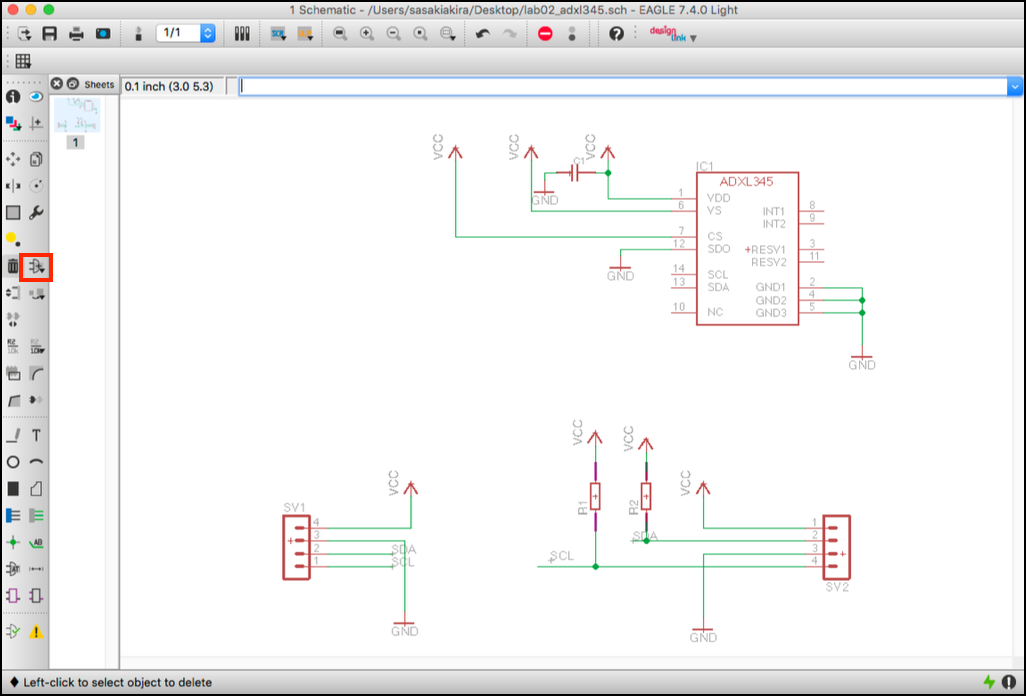 1 Schematic - /Users/sasakiakira/Desktop/lab02_adxl345.sch - EAGLE 7.4.0 Light
1/1
SCR
design link
Sheets
0.1 inch (3.0 5.3)
1
VCC
VCC
VCC
C1
GND
IC1
ADXL345
1
VDD
6
VS
INT1
8
INT2
9
7
CS
12
SDO
+RESV1
3
RESV2
11
GND
14
SCL
13
SDA
GND1
2
GND2
4
10
NC
GND3
5
GND
VCC
VCC
VCC
VCC
R1
R2
SV1
4
3
2
1
SDA
SCL
GND
SDA
SCL
1
2
3
4
SV2
GND
Left-click to select object to delete